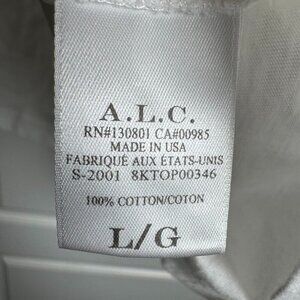 A.L.C.
RN#130801 CA#00985
MADE IN USA
FABRIQUÉ AUX ÉTATS-UNIS
S-2001 8KTOP00346
100% COTTON/COTON
L/G